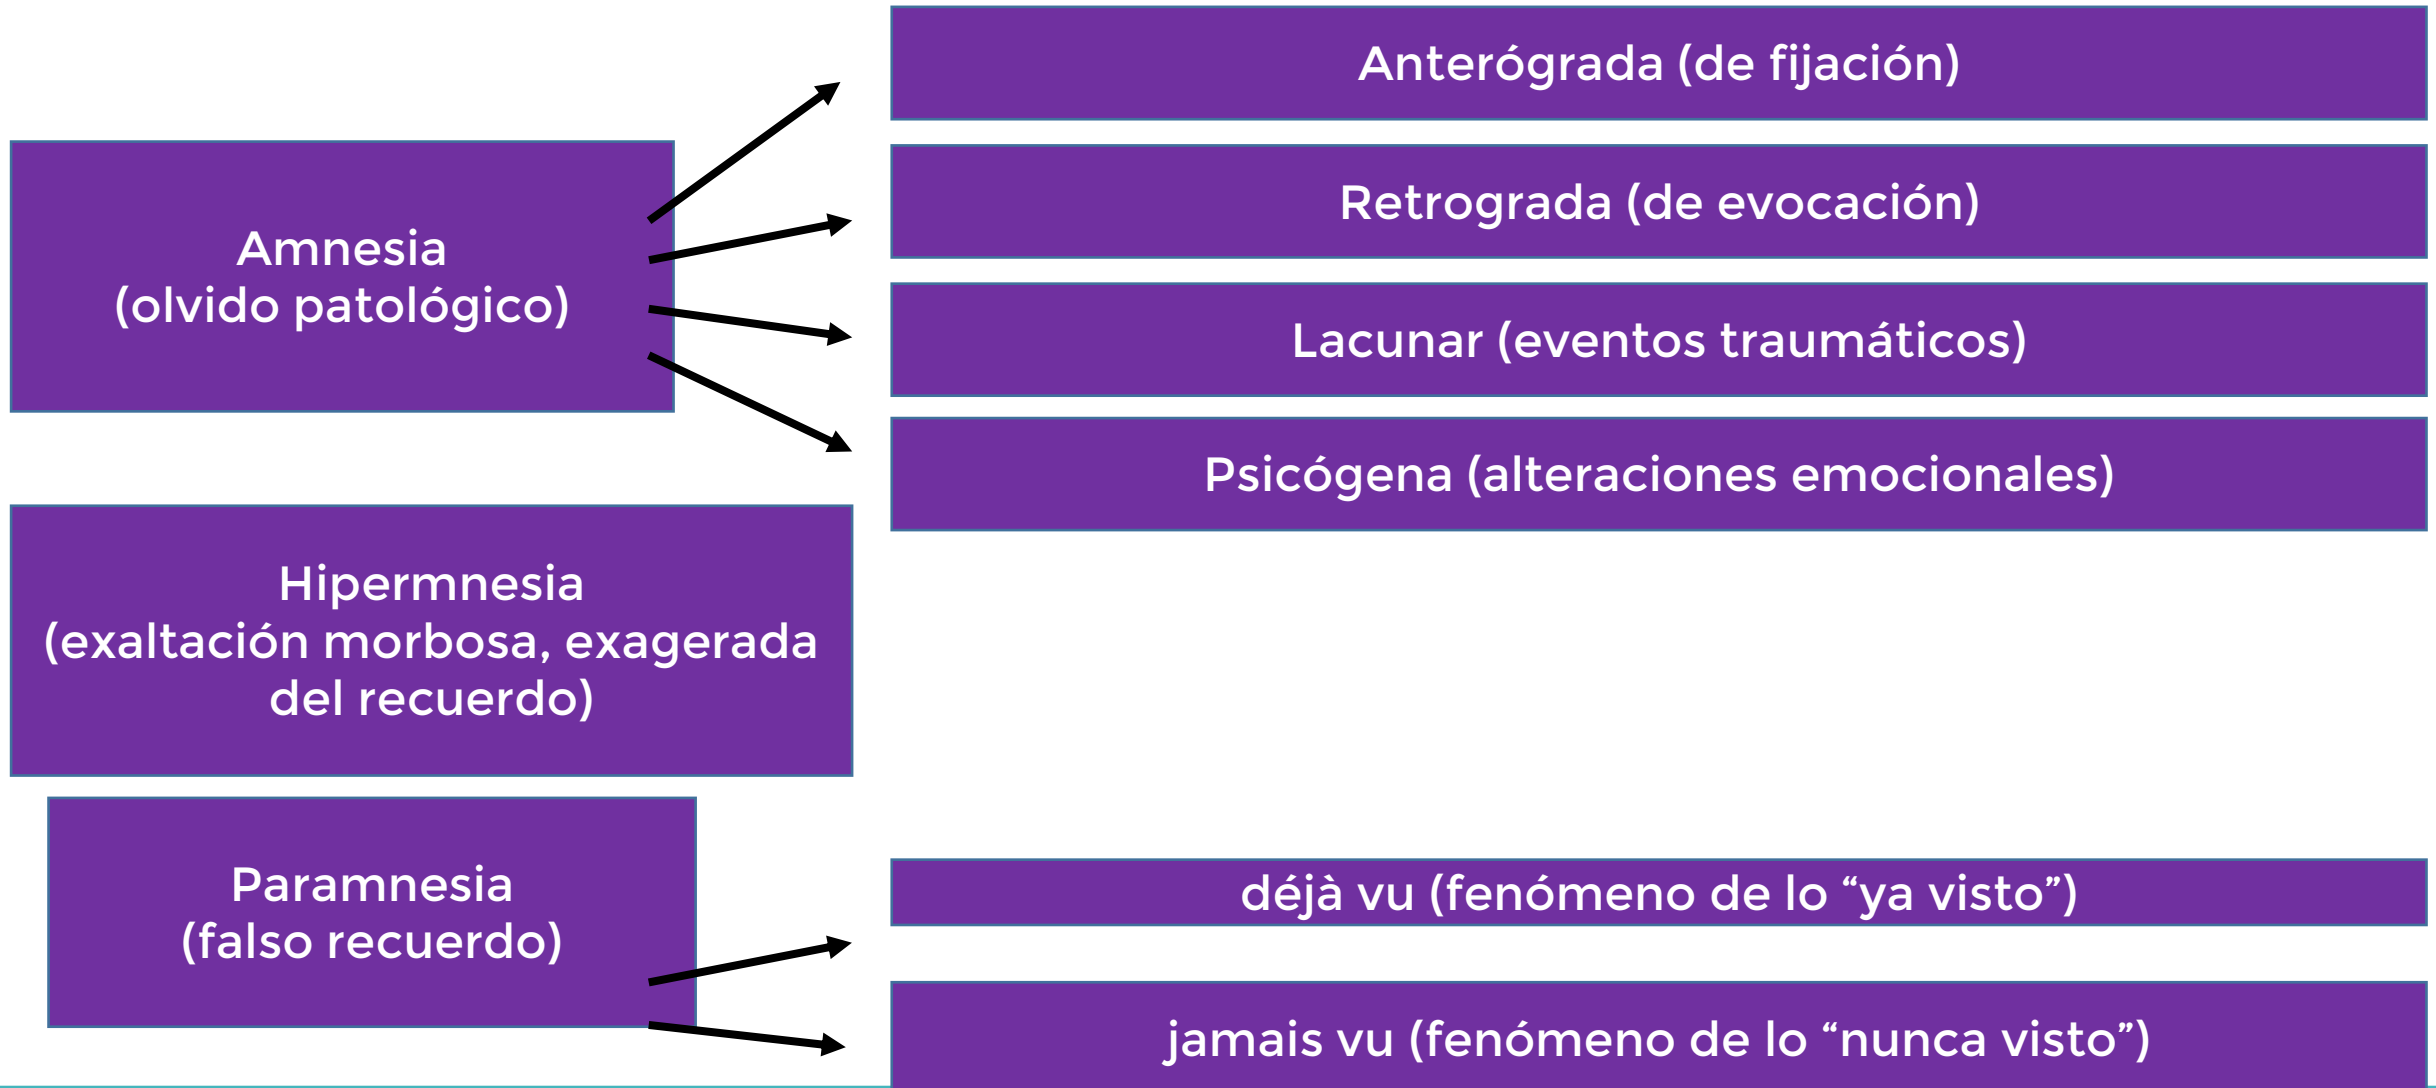 Amnesia
(olvido patológico)
Anterógrada (de fijación)
Retrograda (de evocación)
Lacunar (eventos traumáticos)
Psicógena (alteraciones emocionales)
Hipermnesia
(exaltación morbosa, exagerada
del recuerdo)
Paramnesia
(falso recuerdo)
déjà vu (fenómeno de lo “ya visto”)
jamais vu (fenómeno de lo “nunca visto”)